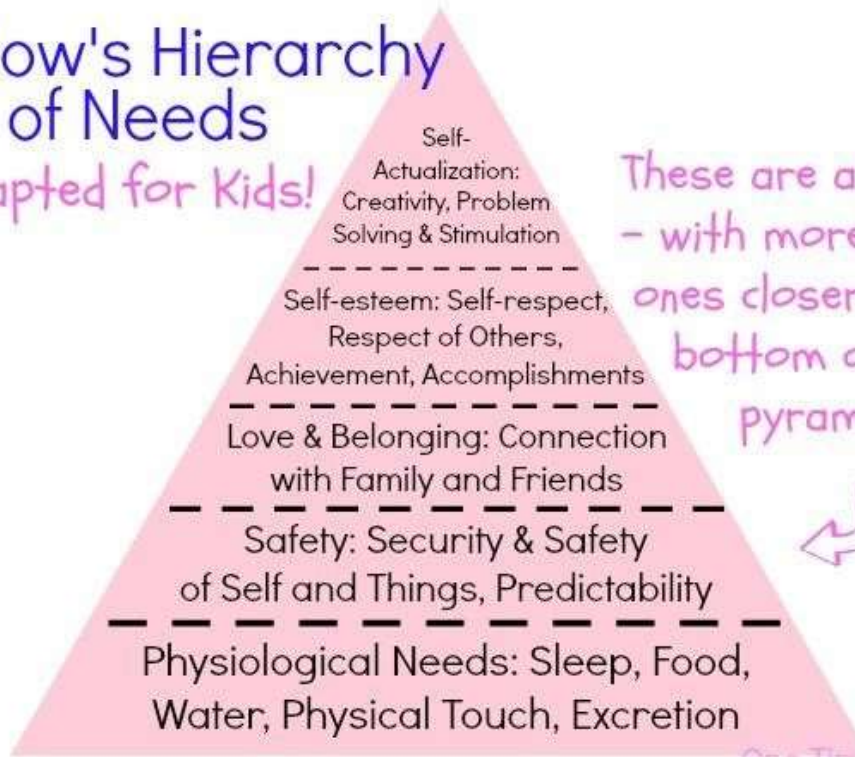 ow's Hierarchy
of Needs
apted for Kids!
Self-
Actualization:
Creativity, Problem
Solving & Stimulation
Self-esteem: Self-respect,
Respect of Others,
Achievement, Accomplishments
Love & Belonging: Connection
with Family and Friends
Safety: Security & Safety
of Self and Things, Predictability
Physiological Needs: Sleep, Food,
Water, Physical Touch, Excretion
These are a
- with more
ones closer
bottom o
pyram